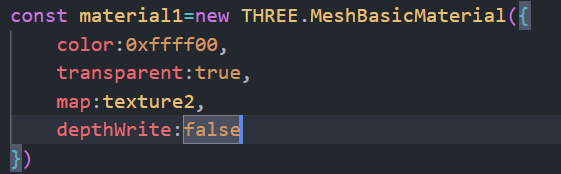 const material1=new THREE.MeshBasicMaterial({
    color:0xffff00,
    transparent:true,
    map:texture2,
    depthWrite:false
})